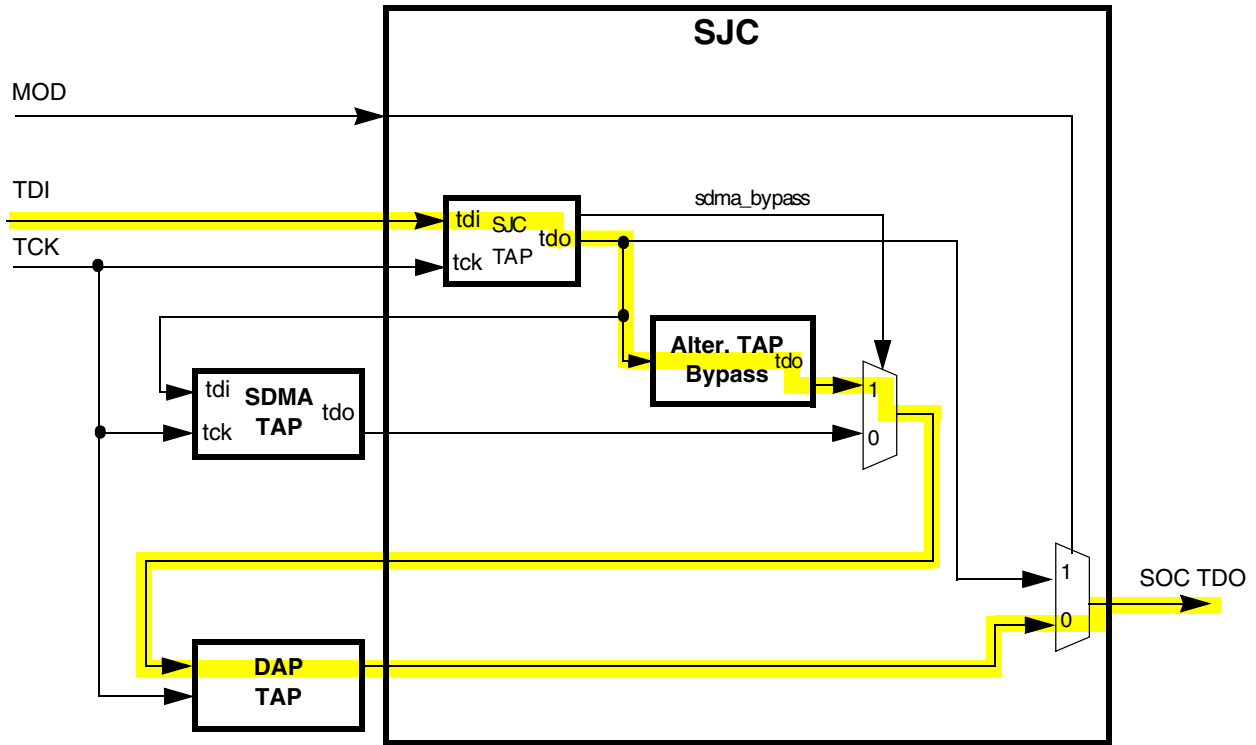 SJC
MOD
TDI
sdma_bypass
tdi SJC
tdo
TCK
tck TAP
Alter. TAP
tdo
Bypass
1
tdi
SDMA
tdo
tck TAP
0
1
SOC TDO
0
DAP
TAP